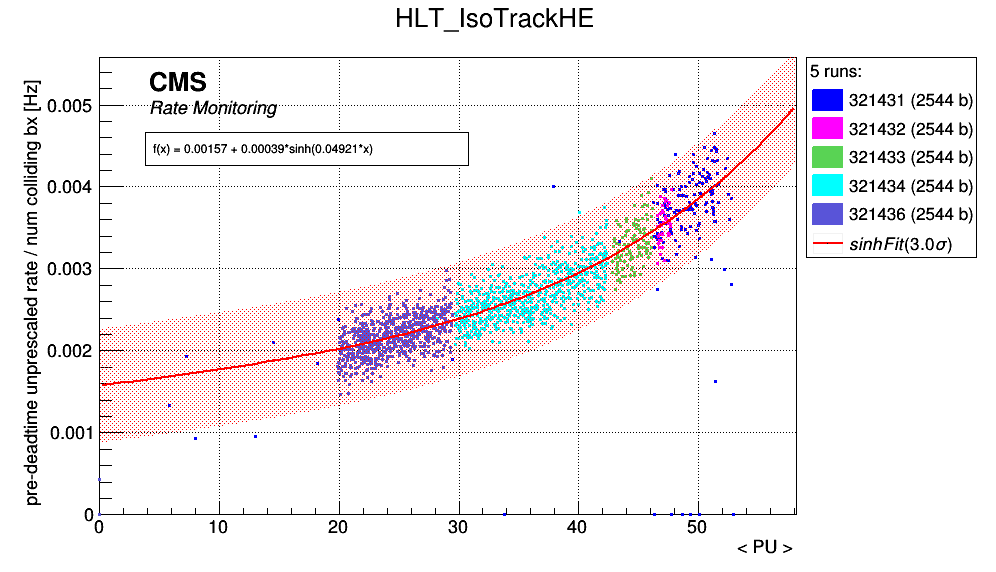 HLT_IsoTrackHE
pre-deadtime unprescaled rate / num colliding bx [Hz]
CMS
Rate Monitoring
f(x) = 0.00157 + 0.00039*sinh(0.04921*x)
0.005
0.004
0.003
0.002
0.001
0
0 10 20 30 40 50
< PU >
5 runs:
321431 (2544 b)
321432 (2544 b)
321433 (2544 b)
321434 (2544 b)
321436 (2544 b)
sinhFit(3.0σ)